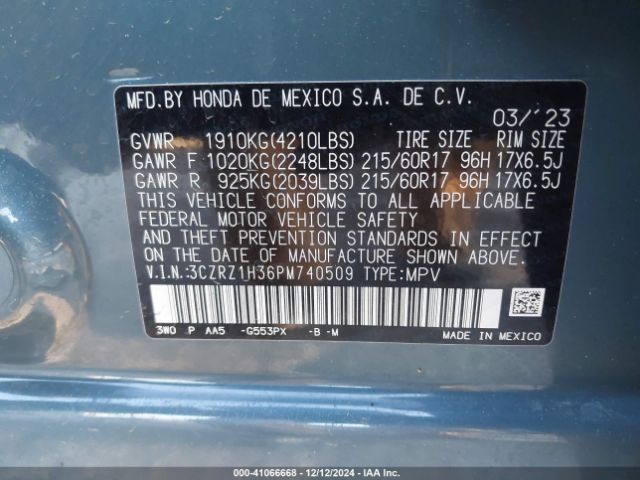 MFD.BY HONDA DE MEXICO S.A. DE C.V.
03/'23
GVWR 1910KG(4210LBS) TIRE SIZE RIM SIZE
GAWR F 1020KG(2248LBS) 215/60R17 96H 17X6.5J
GAWR R 925KG(2039LBS) 215/60R17 96H 17X6.5J
THIS VEHICLE CONFORMS TO ALL APPLICABLE
FEDERAL MOTOR VEHICLE SAFETY
AND THEFT PREVENTION STANDARDS IN EFFECT
ON THE DATE OF MANUFACTURE SHOWN ABOVE.
V.I.N:3CZRZ1H36PM740509 TYPE:MPV
3W0 P AA5 -G553PX -B -M
MADE IN MEXICO
000-41066668 - 12/12/2024 - IAA Inc.